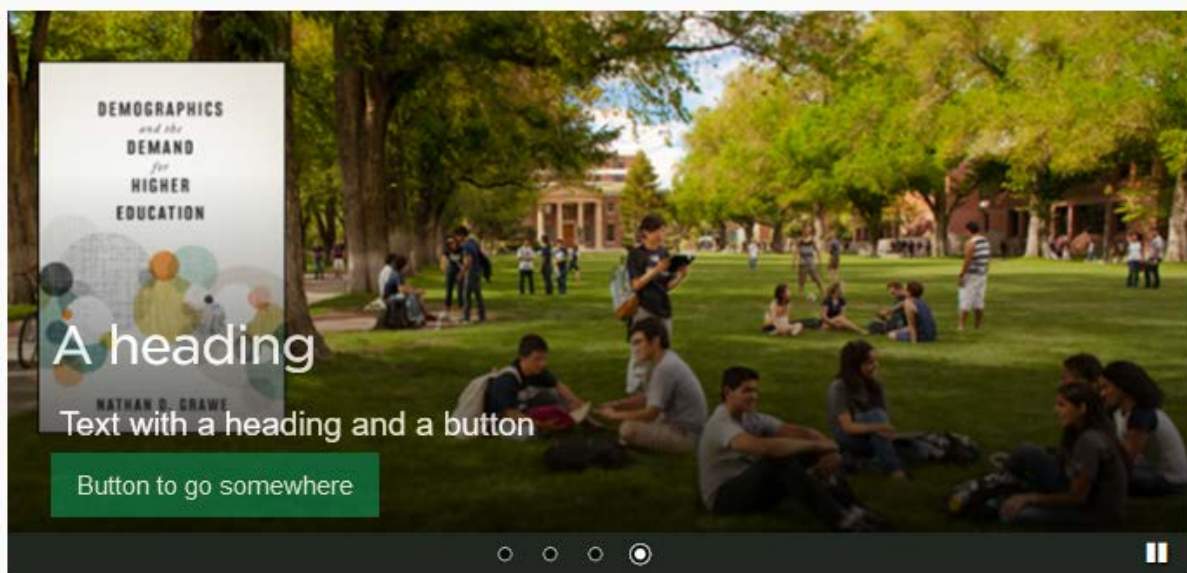 DEMOGRAPHICS
and the
DEMAND
for
HIGHER
EDUCATION
A heading
NATHAN D. GRAWE
Text with a heading and a button
Button to go somewhere